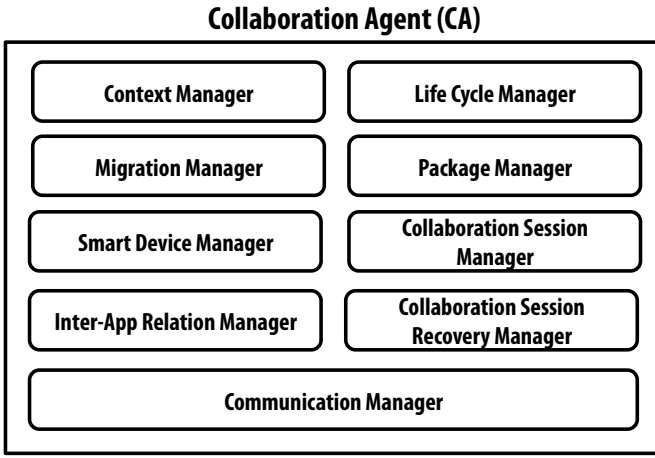 Collaboration Agent (CA)
Context Manager
Life Cycle Manager
Migration Manager
Package Manager
Smart Device Manager
Collaboration Session
Manager
Inter-App Relation Manager
Collaboration Session
Recovery Manager
Communication Manager